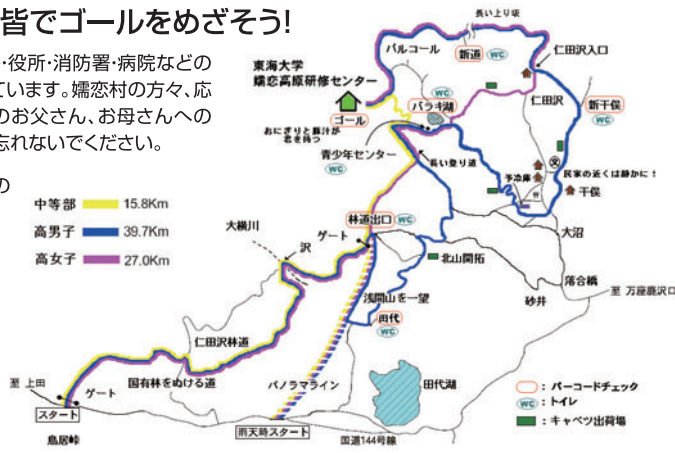 皆でゴールをめざそう!
・役所・消防署・病院などの
ています。嬬恋村の方々、応
のお父さん、お母さんへの
忘れないでください。
の
中等部 15.8Km
高男子 39.7Km
高女子 27.0Km
長い上り坂
パルコール
新道 WC
仁田沢入口
東海大学
嬬恋高原研修センター
WC
ゴール
バラキ湖
仁田沢
新干俣
WC
おにぎりと豚汁が
君を待つ
青少年センター
WC
長い登り道
予冷庫
文
民家の近くは静かに!
干俣
大沼
林道出口 WC
大横川
沢
ゲート
北山開拓
落合橋
至 万座鹿沢口
砂井
浅間山を一望
田代
WC
仁田沢林道
国有林をぬける道
パノラマライン
田代湖
至 上田
ゲート
スタート
鳥居峠
雨天時スタート
国道144号線
: バーコードチェック
WC : トイレ
: キャベツ出荷場